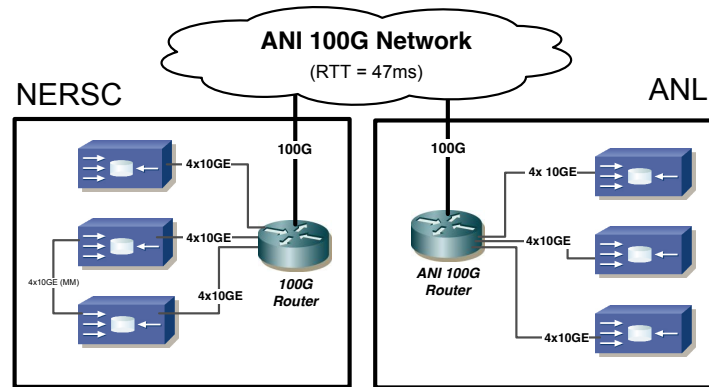 ANI 100G Network
(RTT = 47ms)
NERSC
ANL
100G
100G
4x10GE
4x 10GE
4x10GE
4x10GE
4x10GE (MM)
100G
Router
ANI 100G
Router
4x10GE
4x10GE